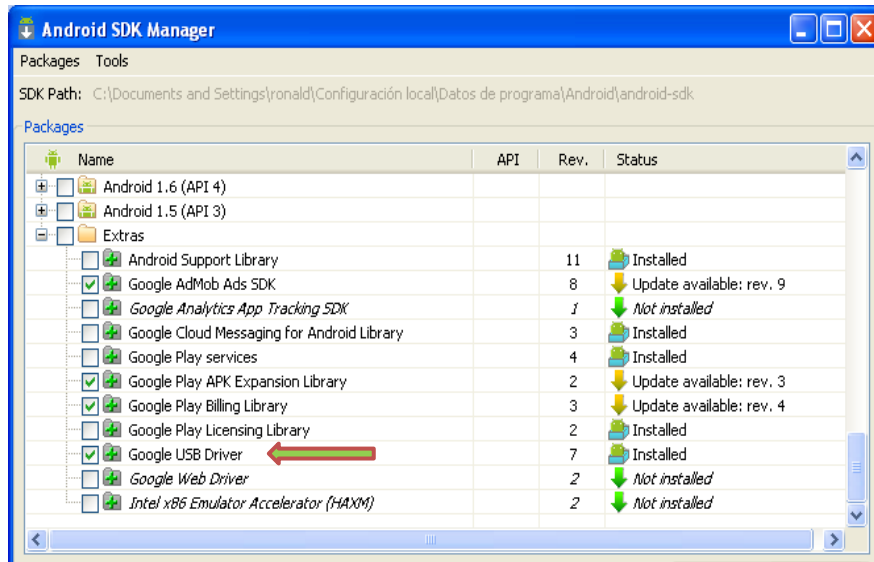 Android SDK Manager
Packages Tools
SDK Path: C:\Documents and Settings\ronald\Configuración local\Datos de programa\Android\android-sdk
Packages
Name API Rev. Status
Android 1.6 (API 4)
Android 1.5 (API 3)
Extras
Android Support Library 11 Installed
Google AdMob Ads SDK 8 Update available: rev. 9
Google Analytics App Tracking SDK 1 Not installed
Google Cloud Messaging for Android Library 3 Installed
Google Play services 4 Installed
Google Play APK Expansion Library 2 Update available: rev. 3
Google Play Billing Library 3 Update available: rev. 4
Google Play Licensing Library 2 Installed
Google USB Driver 7 Installed
Google Web Driver 2 Not installed
Intel x86 Emulator Accelerator (HAXM) 2 Not installed